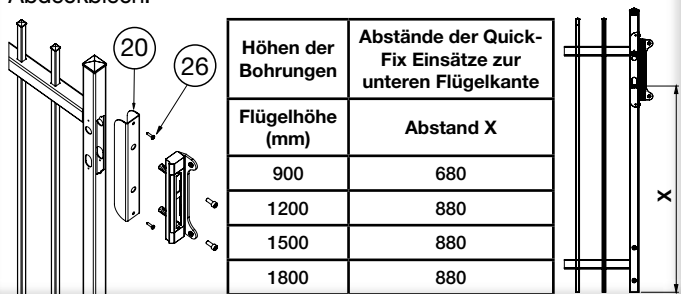 20
26
Höhen der Bohrungen
Abstände der Quick-Fix Einsätze zur unteren Flügelkante
Flügelhöhe (mm)
Abstand X
900
680
1200
880
1500
880
1800
880
X